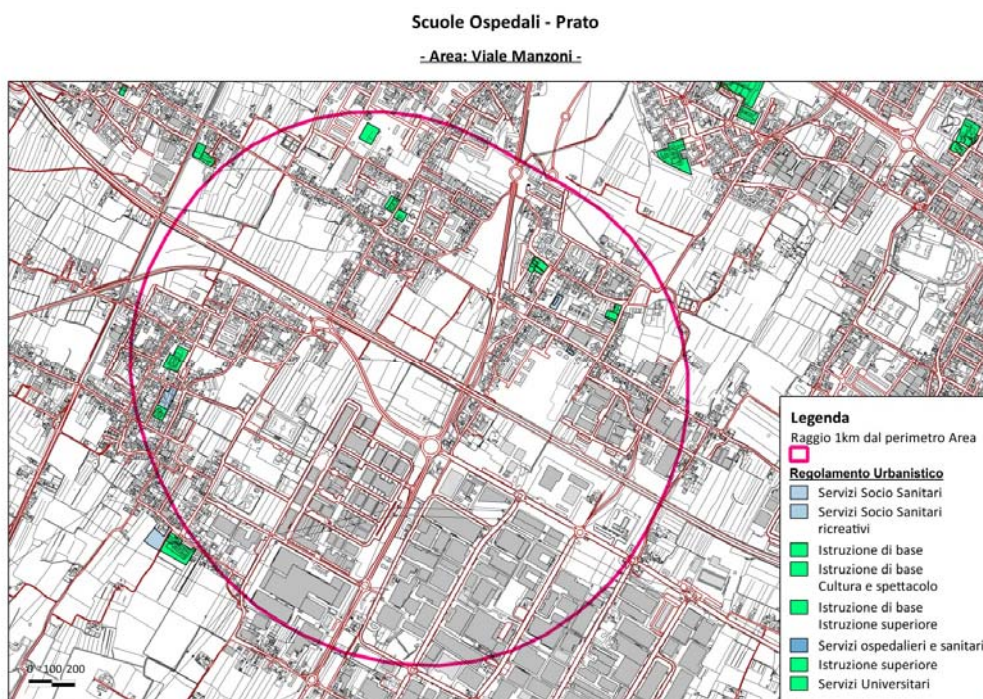 Scuole Ospedali - Prato
- Area: Viale Manzoni -
Legenda
Raggio 1km dal perimetro Area
Regolamento Urbanistico
Servizi Socio Sanitari
Servizi Socio Sanitari
ricreativi
Istruzione di base
Istruzione di base
Cultura e spettacolo
Istruzione di base
Istruzione superiore
Servizi ospedalieri e sanitari
Istruzione superiore
Servizi Universitari
0 100 200